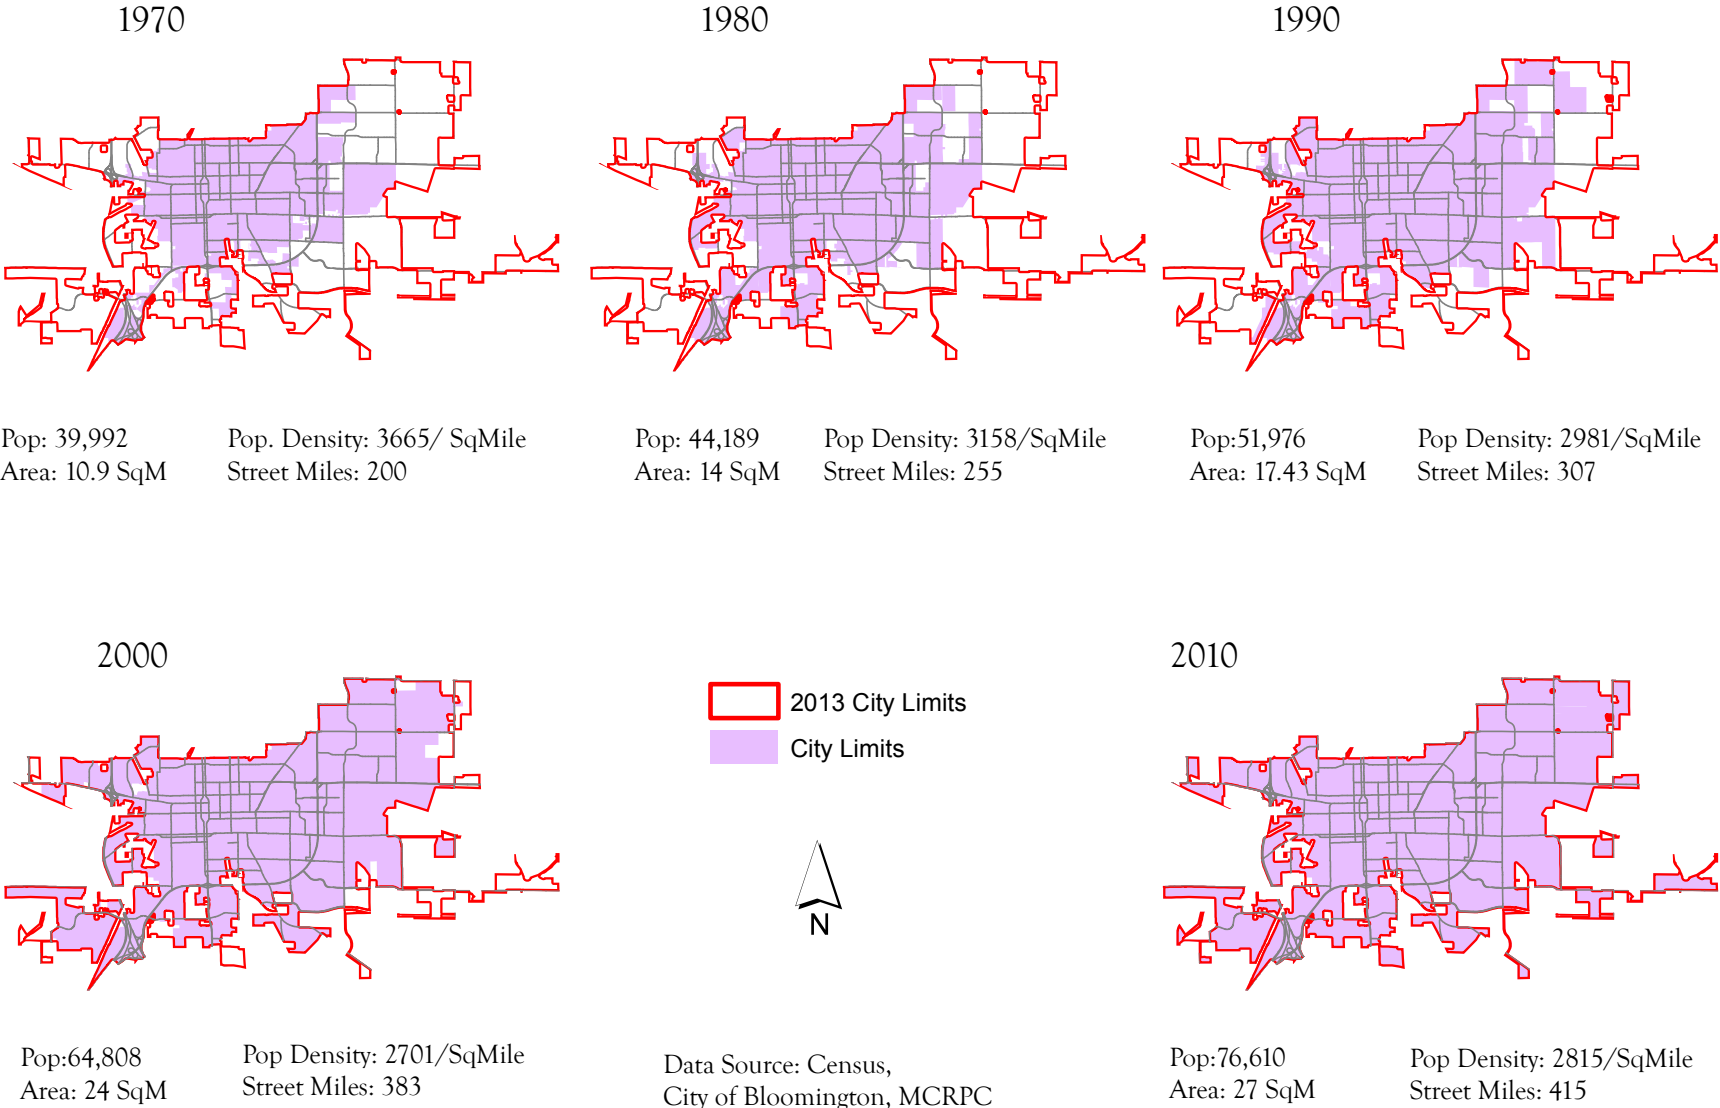 1970
1980
1990
Pop: 39,992
Area: 10.9 SqM
Pop. Density: 3665/ SqMile
Street Miles: 200
Pop: 44,189
Area: 14 SqM
Pop Density: 3158/SqMile
Street Miles: 255
Pop:51,976
Area: 17.43 SqM
Pop Density: 2981/SqMile
Street Miles: 307
2000
2013 City Limits
City Limits
N
2010
Pop:64,808
Area: 24 SqM
Pop Density: 2701/SqMile
Street Miles: 383
Data Source: Census,
City of Bloomington, MCRPC
Pop:76,610
Area: 27 SqM
Pop Density: 2815/SqMile
Street Miles: 415